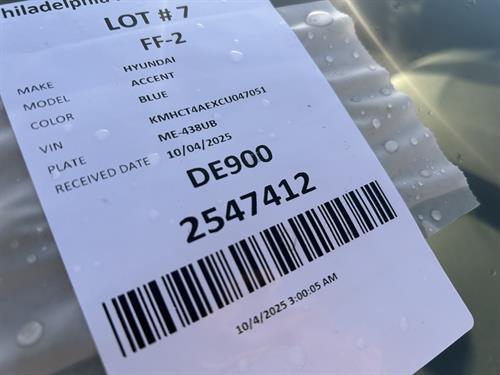 Philadelphia
LOT # 7
FF-2
MAKE HYUNDAI
MODEL ACCENT
COLOR BLUE
VIN KMHCT4AEXCU047051
PLATE ME-438UB
RECEIVED DATE 10/04/2025
DE900
2547412
10/4/2025 3:00:05 AM